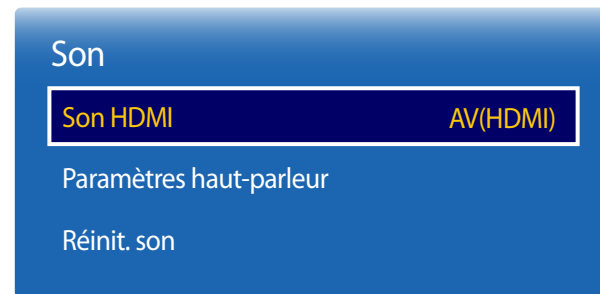 Son
Son HDMI AV(HDMI)
Paramètres haut-parleur
Réinit. son